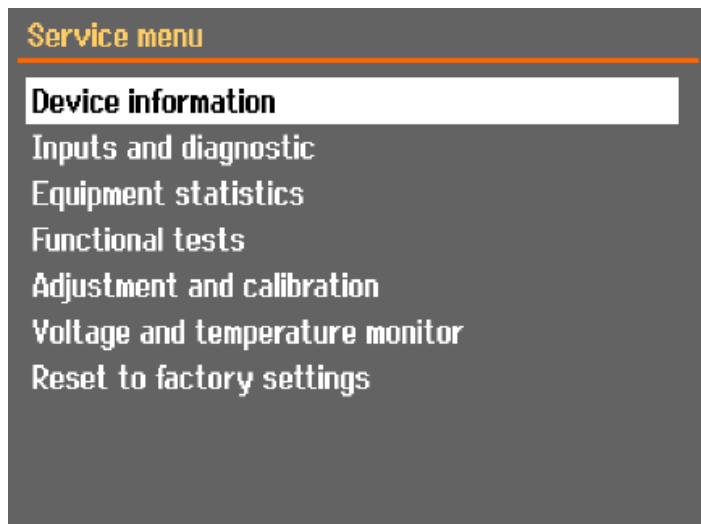 Service menu
Device information
Inputs and diagnostic
Equipment statistics
Functional tests
Adjustment and calibration
Voltage and temperature monitor
Reset to factory settings